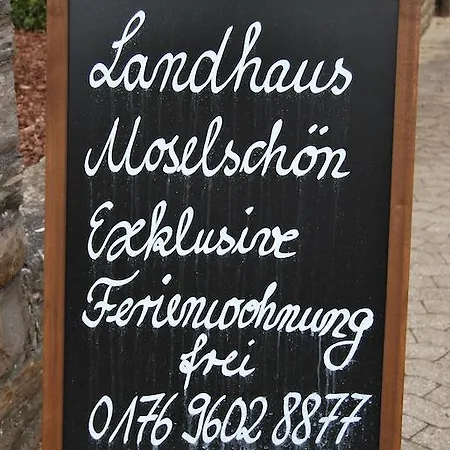 Landhaus
Moselschön
Exklusive
Ferienwohnung
frei
0176 9602 8877